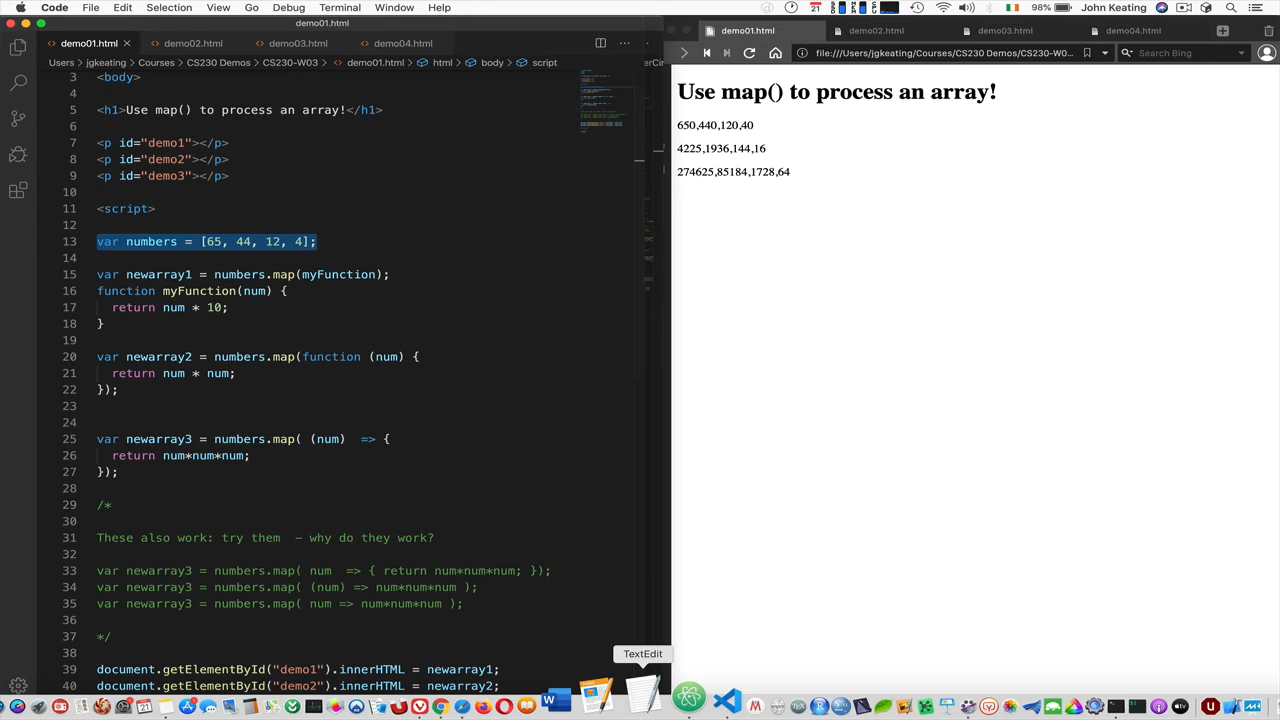 Code File Edit Selection View Go Debug Terminal Window Help 21 98% John Keating
demo01.html
demo01.html demo02.html demo03.html demo04.html
Users jgkeating Courses CS230-W03 demo01.html html body script
3 <body>
4
5 <h1>Use map() to process an array!</h1>
6
7 <p id="demo1"></p>
8 <p id="demo2"></p>
9 <p id="demo3"></p>
10
11 <script>
12
13 var numbers = [65, 44, 12, 4];
14
15 var newarray1 = numbers.map(myFunction);
16 function myFunction(num) {
17 return num * 10;
18 }
19
20 var newarray2 = numbers.map(function (num) {
21 return num * num;
22 });
23
24
25 var newarray3 = numbers.map( (num) => {
26 return num*num*num;
27 });
28
29 /*
30
31 These also work: try them - why do they work?
32
33 var newarray3 = numbers.map( num => { return num*num*num; });
34 var newarray3 = numbers.map( (num) => num*num*num );
35 var newarray3 = numbers.map( num => num*num*num );
36
37 */
38
39 document.getElementById("demo1").innerHTML = newarray1;
40 document.getElementById("demo2").innerHTML = newarray2;
TextEdit
demo01.html demo02.html demo03.html demo04.html
file:///Users/jgkeating/Courses/CS230 Demos/CS230-W0... Search Bing
Use map() to process an array!
650,440,120,40
4225,1936,144,16
274625,85184,1728,64